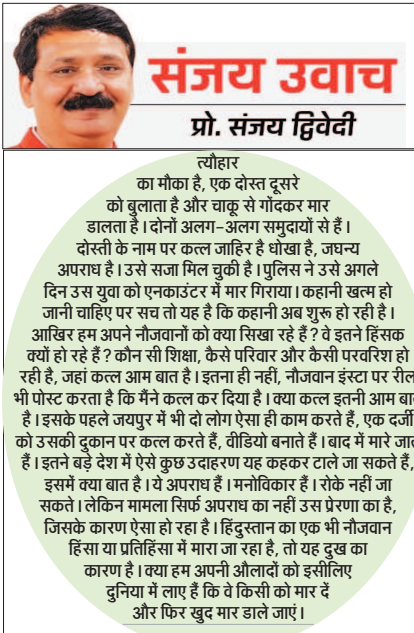 संजय उवाच
प्रो. संजय द्विवेदी
त्यौहार
का मौका है, एक दोस्त दूसरे
को बुलाता है और चाकू से गोंदकर मार
डालता है। दोनों अलग-अलग समुदायों से हैं।
दोस्ती के नाम पर कत्ल जाहिर है धोखा है, जघन्य
अपराध है। उसे सजा मिल चुकी है। पुलिस ने उसे अगले
दिन उस युवा को एनकाउंटर में मार गिराया। कहानी खत्म हो
जानी चाहिए पर सच तो यह है कि कहानी अब शुरू हो रही है।
आखिर हम अपने नौजवानों को क्या सिखा रहे हैं? वे इतने हिंसक
क्यों हो रहे हैं? कौन सी शिक्षा, कैसे परिवार और कैसी परवरिश हो
रही है, जहां कत्ल आम बात है। इतना ही नहीं, नौजवान इंस्टा पर रील
भी पोस्ट करता है कि मैंने कत्ल कर दिया है। क्या कत्ल इतनी आम
है। इसके पहले जयपुर में भी दो लोग ऐसा ही काम करते हैं, एक दर्जी
को उसकी दुकान पर कत्ल करते हैं, वीडियो बनाते हैं। बाद में मारे
हैं। इतने बड़े देश में ऐसे कुछ उदाहरण यह कहकर टाले जा सकते हैं,
इसमें क्या बात है। ये अपराध हैं। मनोविकार हैं। रोके नहीं जा
सकते। लेकिन मामला सिर्फ अपराध का नहीं उस प्रेरणा का है,
जिसके कारण ऐसा हो रहा है। हिंदुस्तान का एक भी नौजवान
हिंसा या प्रतिहिंसा में मारा जा रहा है, तो यह दुख का
कारण है। क्या हम अपनी औलादों को इसीलिए
दुनिया में लाए हैं कि वे किसी को मार दें
और फिर खुद मार डाले जाएं।